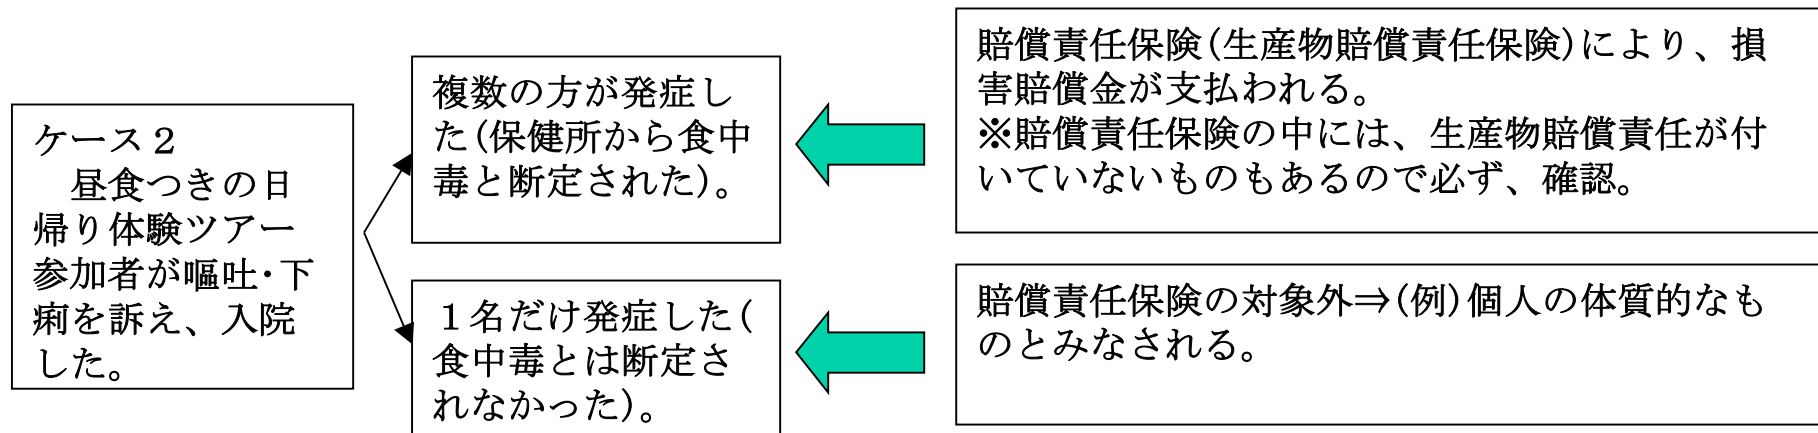 ケース２
　昼食つきの日
帰り体験ツアー
参加者が嘔吐･下
痢を訴え、入院
した。
複数の方が発症し
た(保健所から食中
毒と断定された)。
賠償責任保険(生産物賠償責任保険)により、損
害賠償金が支払われる。
※賠償責任保険の中には、生産物賠償責任が付
いていないものもあるので必ず、確認。
１名だけ発症した(
食中毒とは断定さ
れなかった)。
賠償責任保険の対象外⇒(例)個人の体質的なも
のとみなされる。